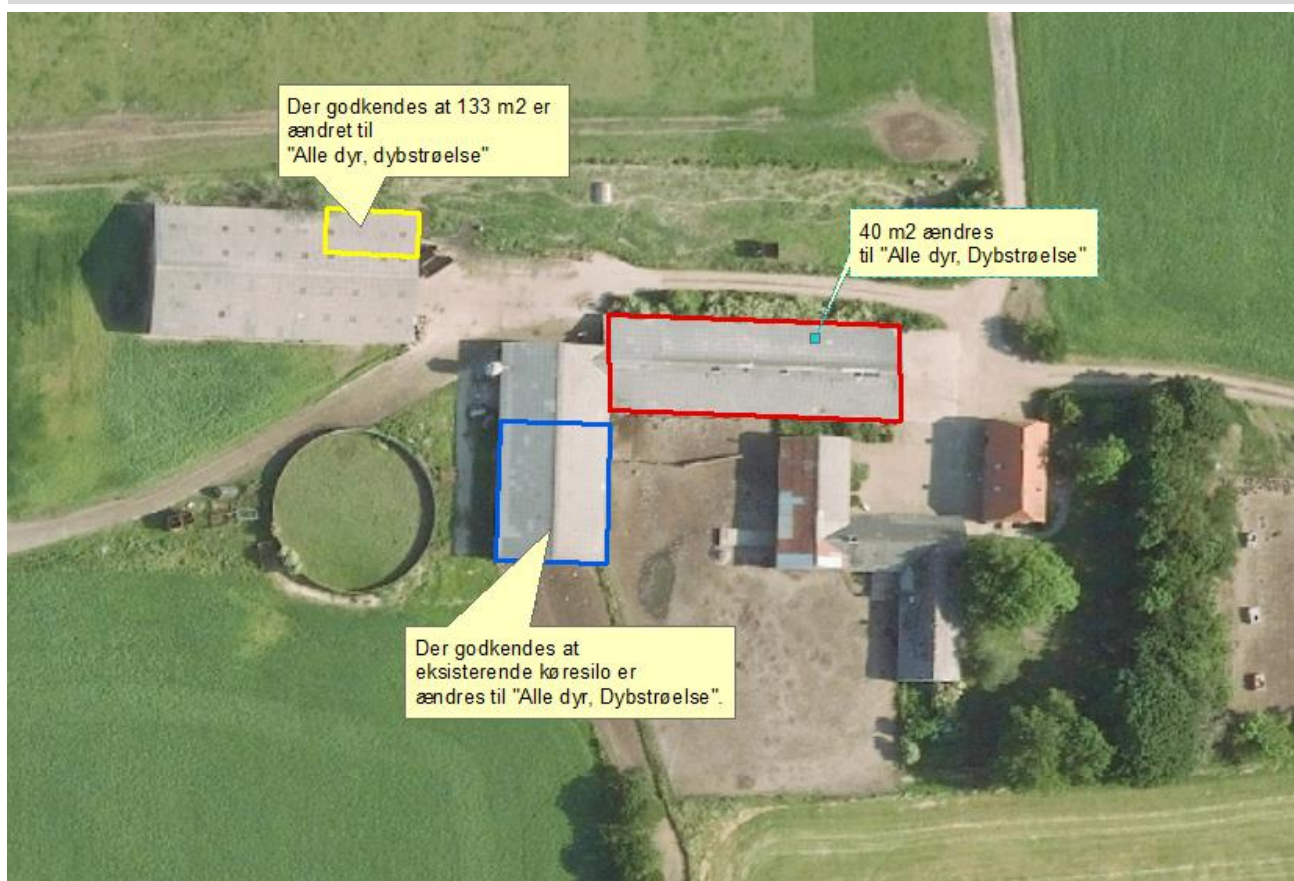 Der godkendes at 133 m2 er
ændret til
"Alle dyr, dybstrøelse"
40 m2 ændres
til "Alle dyr, Dybstrøelse"
Der godkendes at
eksisterende køresilo er
ændres til "Alle dyr, Dybstrøelse".